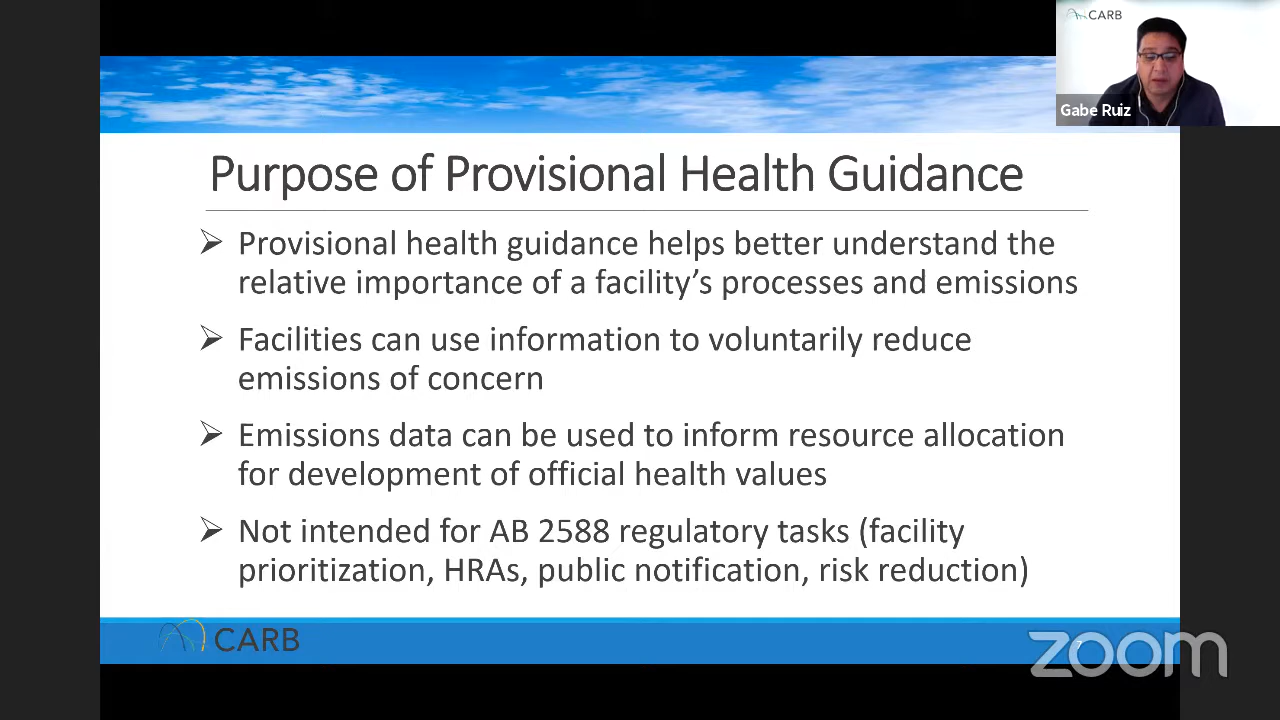 CARB
Gabe Ruiz
Purpose of Provisional Health Guidance
Provisional health guidance helps better understand the
relative importance of a facility’s processes and emissions
Facilities can use information to voluntarily reduce
emissions of concern
Emissions data can be used to inform resource allocation
for development of official health values
Not intended for AB 2588 regulatory tasks (facility
prioritization, HRAs, public notification, risk reduction)
CARB
zoom